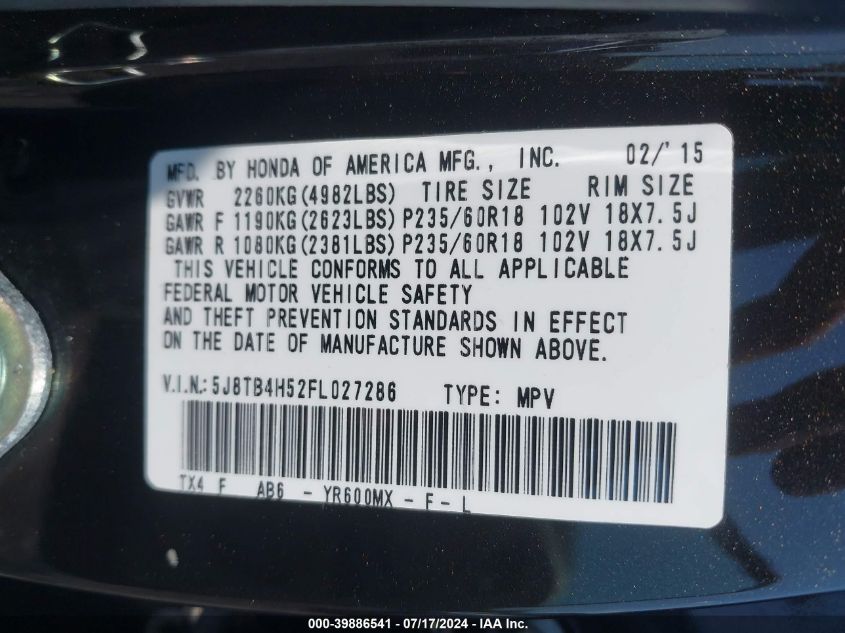 MFD. BY HONDA OF AMERICA MFG., INC. 02/'15
GVWR 2260KG(4982LBS) TIRE SIZE RIM SIZE
GAWR F 1190KG(2623LBS) P235/60R18 102V 18X7.5J
GAWR R 1080KG(2381LBS) P235/60R18 102V 18X7.5J
THIS VEHICLE CONFORMS TO ALL APPLICABLE
FEDERAL MOTOR VEHICLE SAFETY
AND THEFT PREVENTION STANDARDS IN EFFECT
ON THE DATE OF MANUFACTURE SHOWN ABOVE.
V.I.N.: 5J8TB4H52FL027286 TYPE: MPV
TX4 F AB6 - YR600MX - F - L
000-39886541 - 07/17/2024 - IAA Inc.